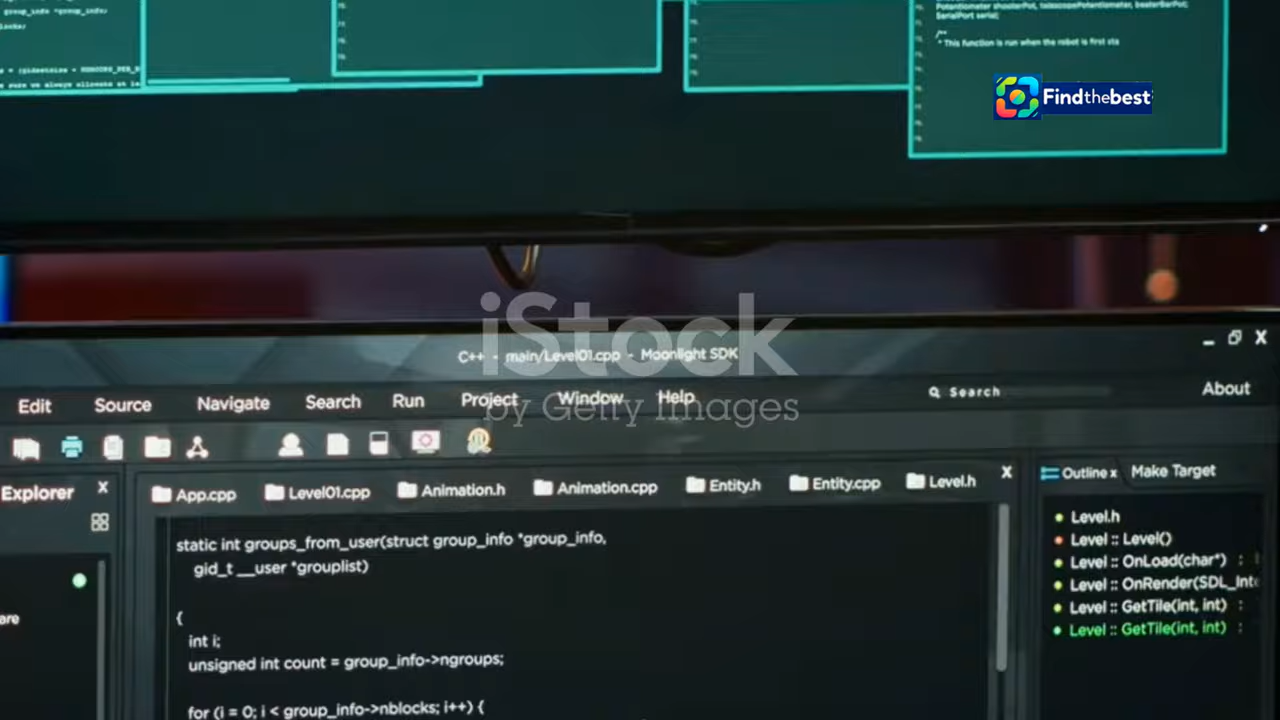 group_info *group_info;
Potentiometer shooterPot, telescopePotentiometer, beaterBarPot;
SerialPort serial;
/**
* This function is run when the robot is first sta
Findthebest
iStock
by Getty Images
C++ - main/Level01.cpp - Moonlight SDK
Edit Source Navigate Search Run Project Window Help Search About
Explorer X App.cpp Level01.cpp Animation.h Animation.cpp Entity.h Entity.cpp Level.h X Outline x Make Target
static int groups_from_user(struct group_info *group_info,
gid_t __user *grouplist)
{
int i;
unsigned int count = group_info->ngroups;
for (i = 0; i < group_info->nblocks; i++) {
are
Level.h
Level :: Level()
Level :: OnLoad(char*) :
Level :: OnRender(SDL_Inte
Level :: GetTile(int, int) :
Level :: GetTile(int, int) :